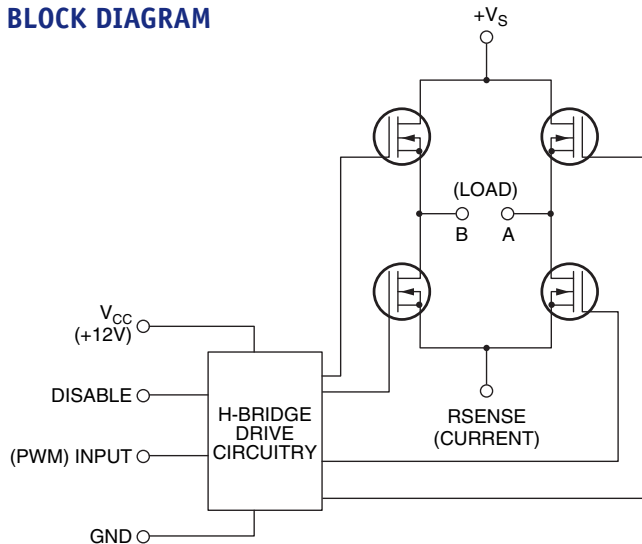 BLOCK DIAGRAM
+VS
(LOAD)
B A
VCC
(+12V)
DISABLE
H-BRIDGE
DRIVE
CIRCUITRY
(PWM) INPUT
GND
RSENSE
(CURRENT)